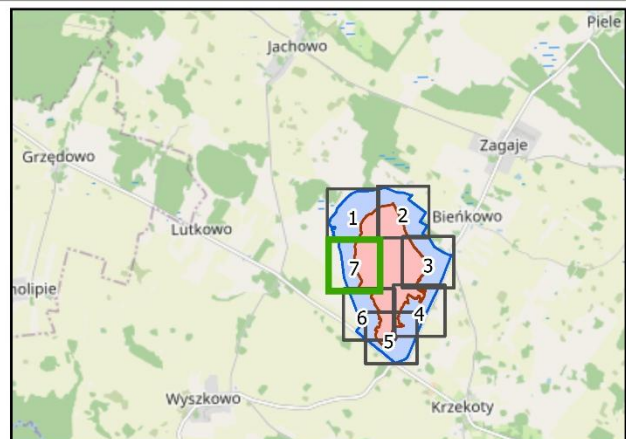 Piele
Jachowo
Zagaje
Grzędowo
1
2
Bieńkowo
Lutkowo
7
3
holipie
6
4
5
Wyszkowo
Krzekoty